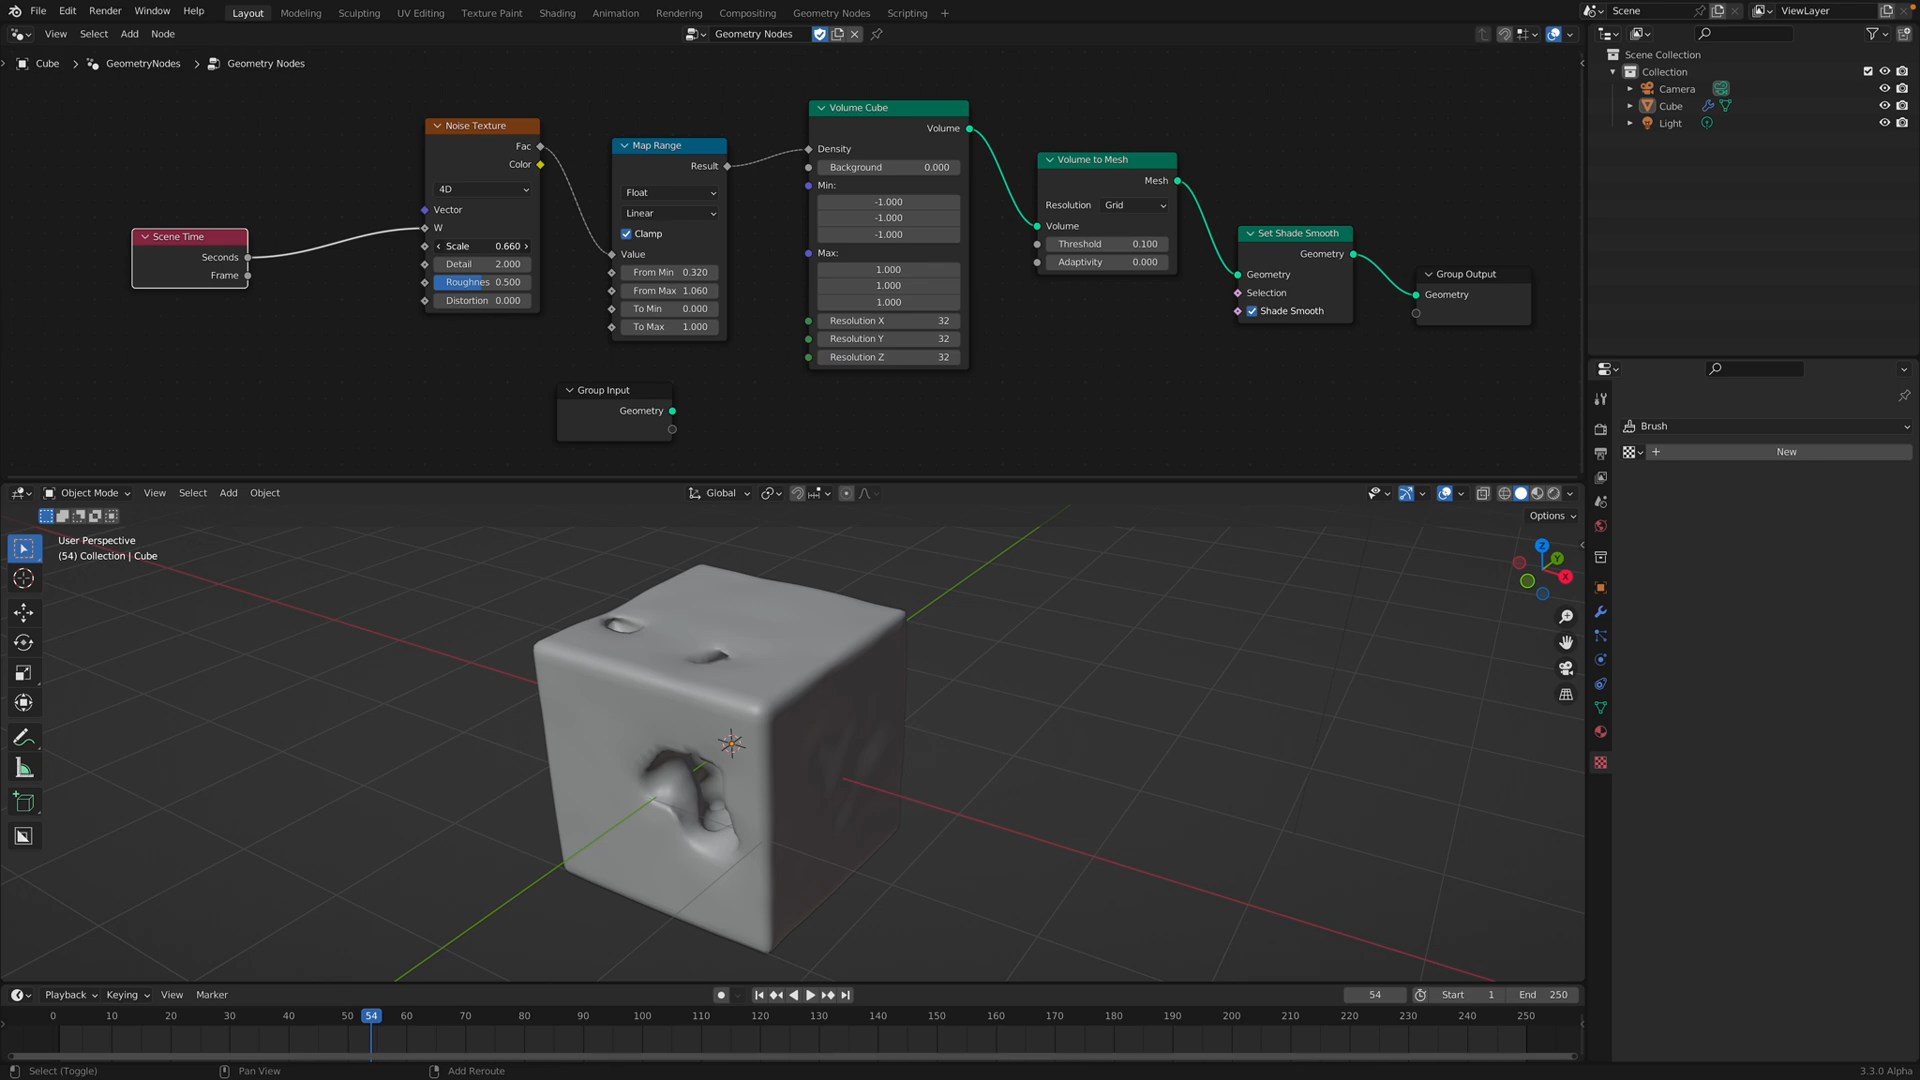 File Edit Render Window Help Layout Modeling Sculpting UV Editing Texture Paint Shading Animation Rendering Compositing Geometry Nodes Scripting + Scene ViewLayer
View Select Add Node Geometry Nodes
Cube > GeometryNodes > Geometry Nodes
Scene Collection
Collection
Camera
Cube
Light
Scene Time
Seconds
Frame
Noise Texture
Fac
Color
4D
Vector
W
Scale 0.660
Detail 2.000
Roughnes 0.500
Distortion 0.000
Map Range
Result
Float
Linear
Clamp
Value
From Min 0.320
From Max 1.060
To Min 0.000
To Max 1.000
Group Input
Geometry
Volume Cube
Volume
Density
Background 0.000
Min:
-1.000
-1.000
-1.000
Max:
1.000
1.000
1.000
Resolution X 32
Resolution Y 32
Resolution Z 32
Volume to Mesh
Mesh
Resolution Grid
Volume
Threshold 0.100
Adaptivity 0.000
Set Shade Smooth
Geometry
Geometry
Selection
Shade Smooth
Group Output
Geometry
Brush
+ New
Object Mode View Select Add Object Global
Options
User Perspective
(54) Collection | Cube
Z
Y
X
Playback Keying View Marker 54 Start 1 End 250
0 10 20 30 40 50 54 60 70 80 90 100 110 120 130 140 150 160 170 180 190 200 210 220 230 240 250
Select (Toggle) Pan View Add Reroute 3.3.0 Alpha